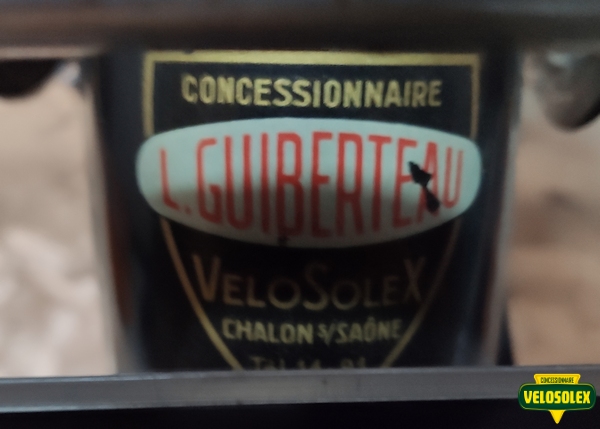 CONCESSIONNAIRE
L. GUIBERTEAU
VELOSOLEX
CHALON S/SAÔNE
CONCESSIONNAIRE
VELOSOLEX